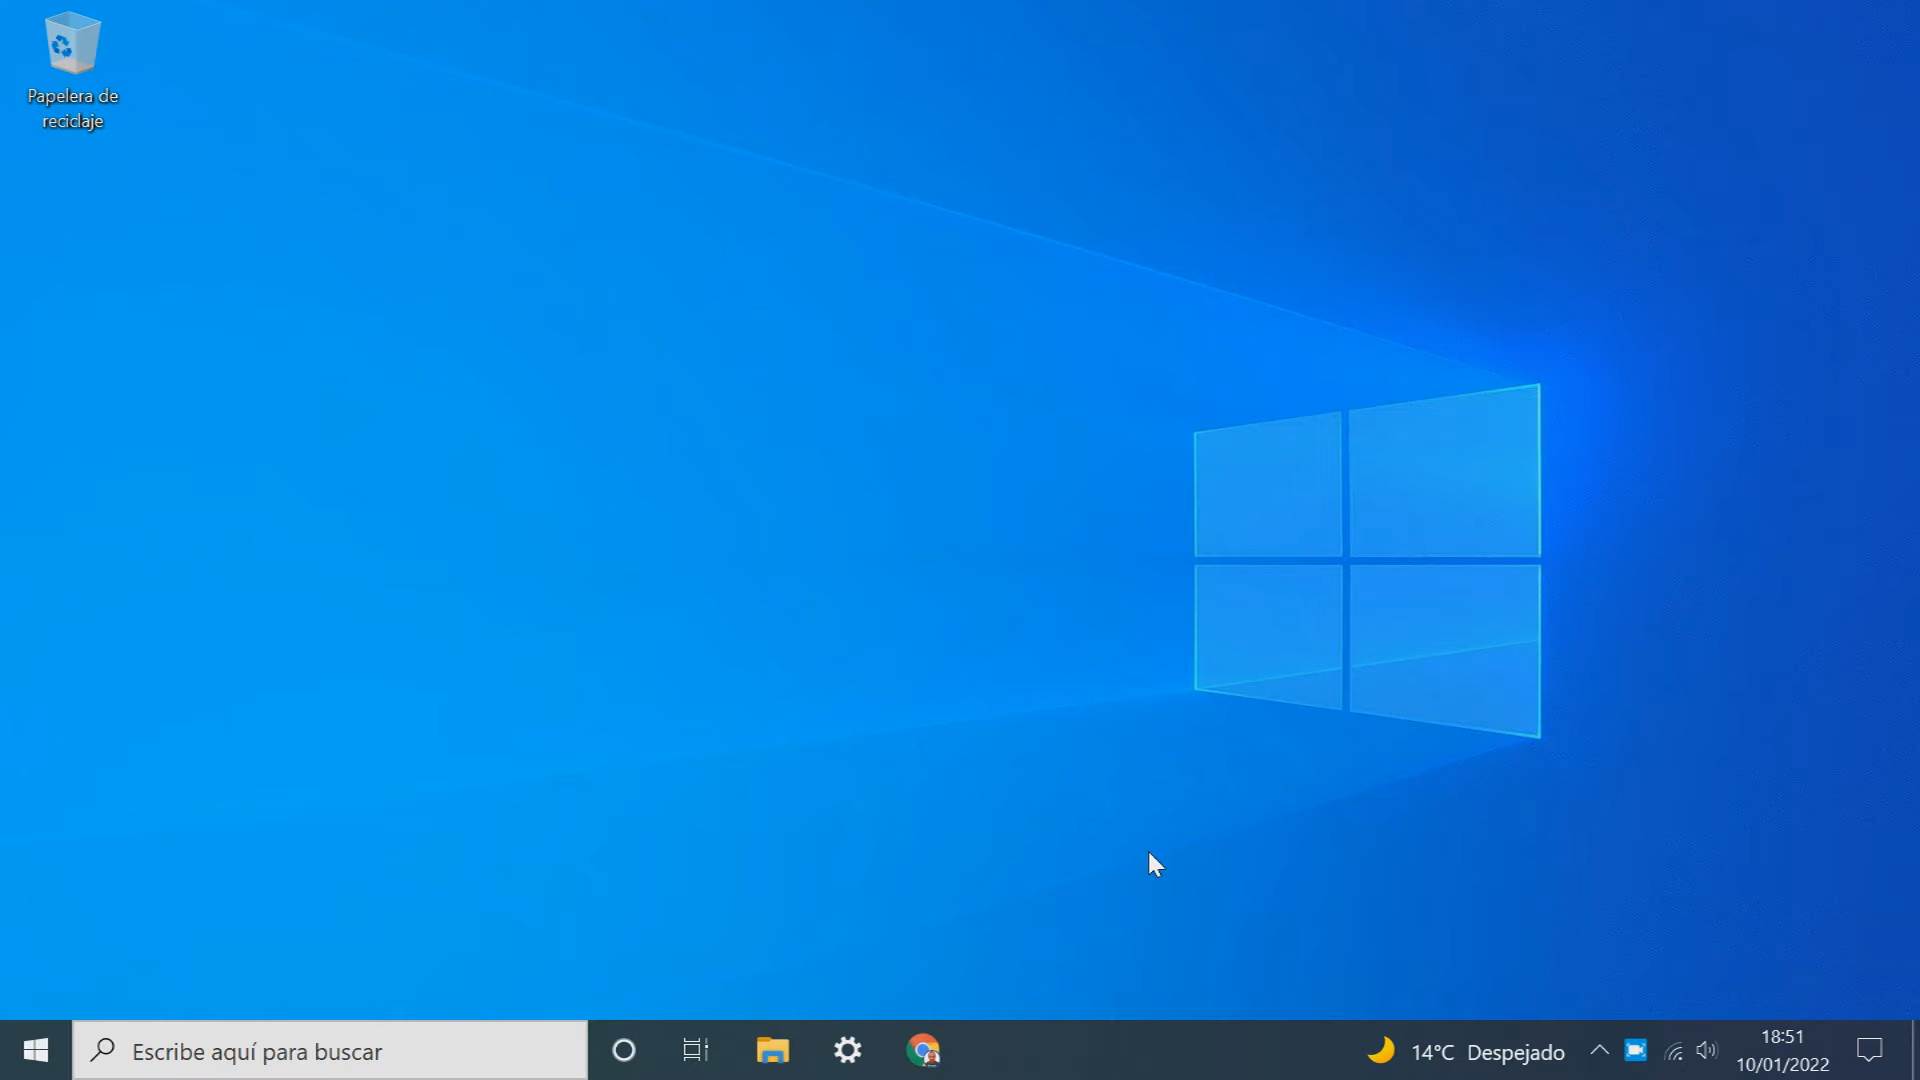 Papelera de
reciclaje
Escribe aquí para buscar
14°C Despejado
18:51
10/01/2022